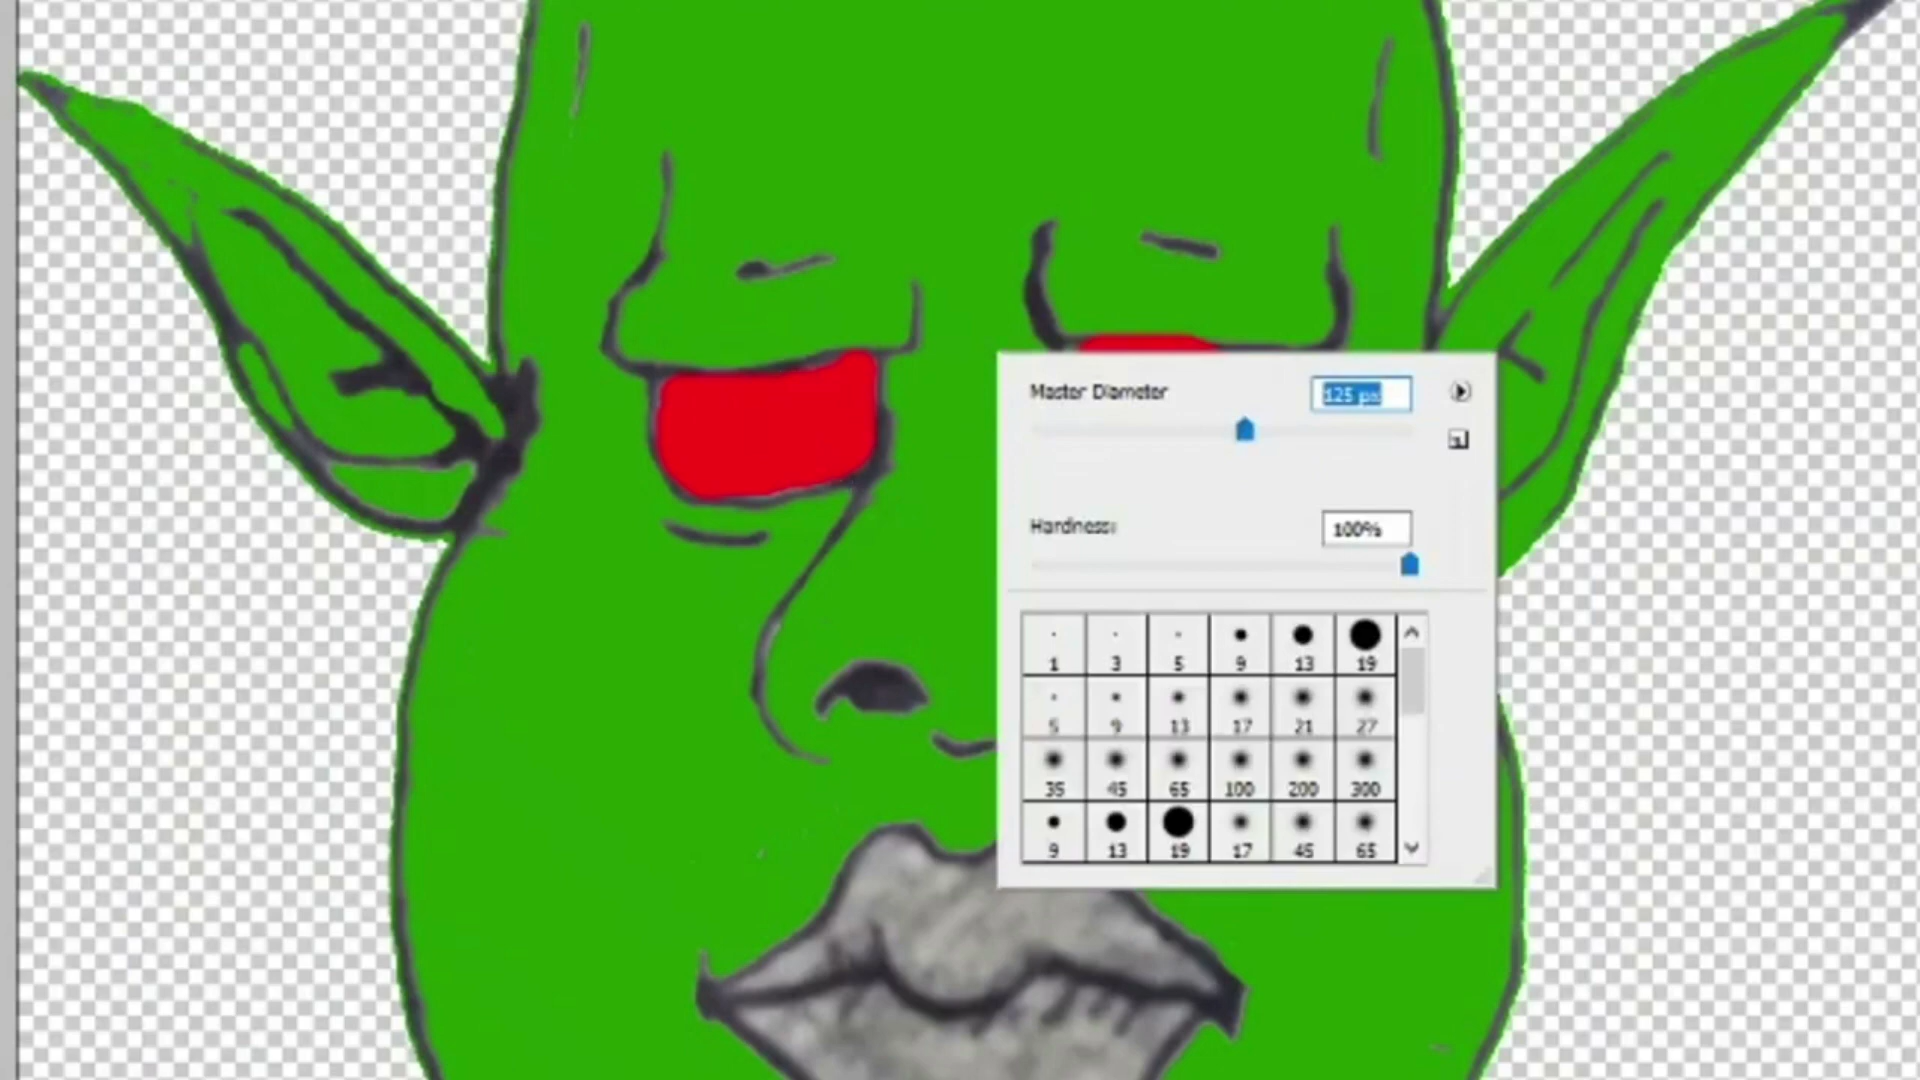 Master Diameter
125 px
Hardness:
100%
1 3 5 9 13 19
5 9 13 17 21 27
35 45 65 100 200 300
9 13 19 17 45 65